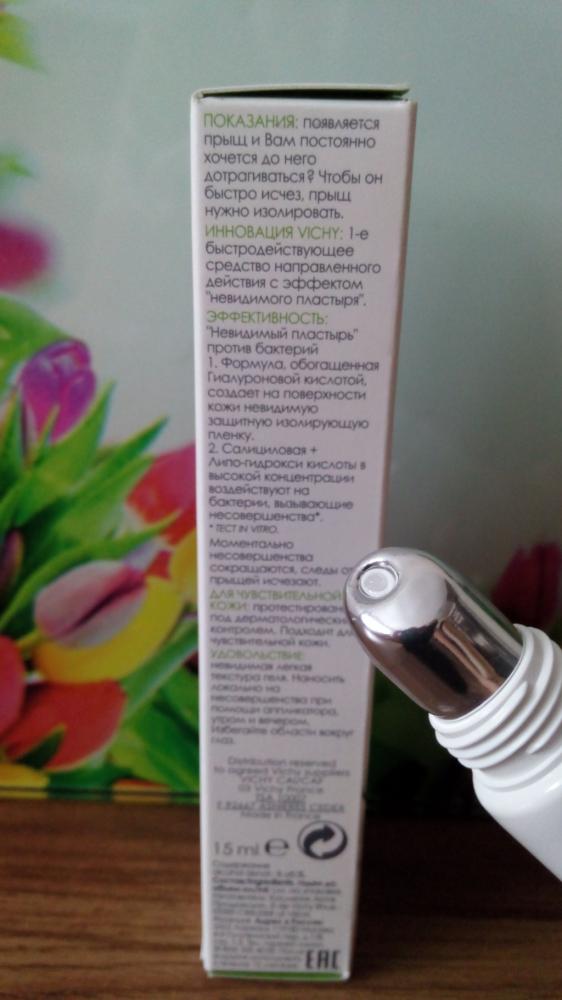 ПОКАЗАНИЯ: появляется
прыщ и Вам постоянно
хочется до него
дотрагиваться? Чтобы он
быстро исчез, прыщ
нужно изолировать.
ИННОВАЦИЯ VICHY: 1-е
быстродействующее
средство направленного
действия с эффектом
"невидимого пластыря".
ЭФФЕКТИВНОСТЬ:
"Невидимый пластырь"
против бактерий
1. Формула, обогащенная
Гиалуроновой кислотой,
создает на поверхности
кожи невидимую
защитную изолирующую
пленку.
2. Салициловая +
Липо-гидрокси кислоты в
высокой концентрации
воздействуют на
бактерии, вызывающие
несовершенства*.
* ТЕСТ IN VITRO.
Моментально
несовершенства
сокращаются, следы от
прыщей исчезают.
ДЛЯ ЧУВСТВИТЕЛЬНОЙ
КОЖИ: протестирован
под дерматологическим
контролем. Подходит для
чувствительной кожи.
УДОВОЛЬСТВИЕ:
невидимая легкая
текстура геля. Наносить
локально на
несовершенства при
помощи аппликатора,
утром и вечером.
Избегайте области вокруг
глаз.
Distribution reserved
to agreed Vichy suppliers
VICHY
03 Vichy France
Made in France
15 ml e
Содержание
EAC